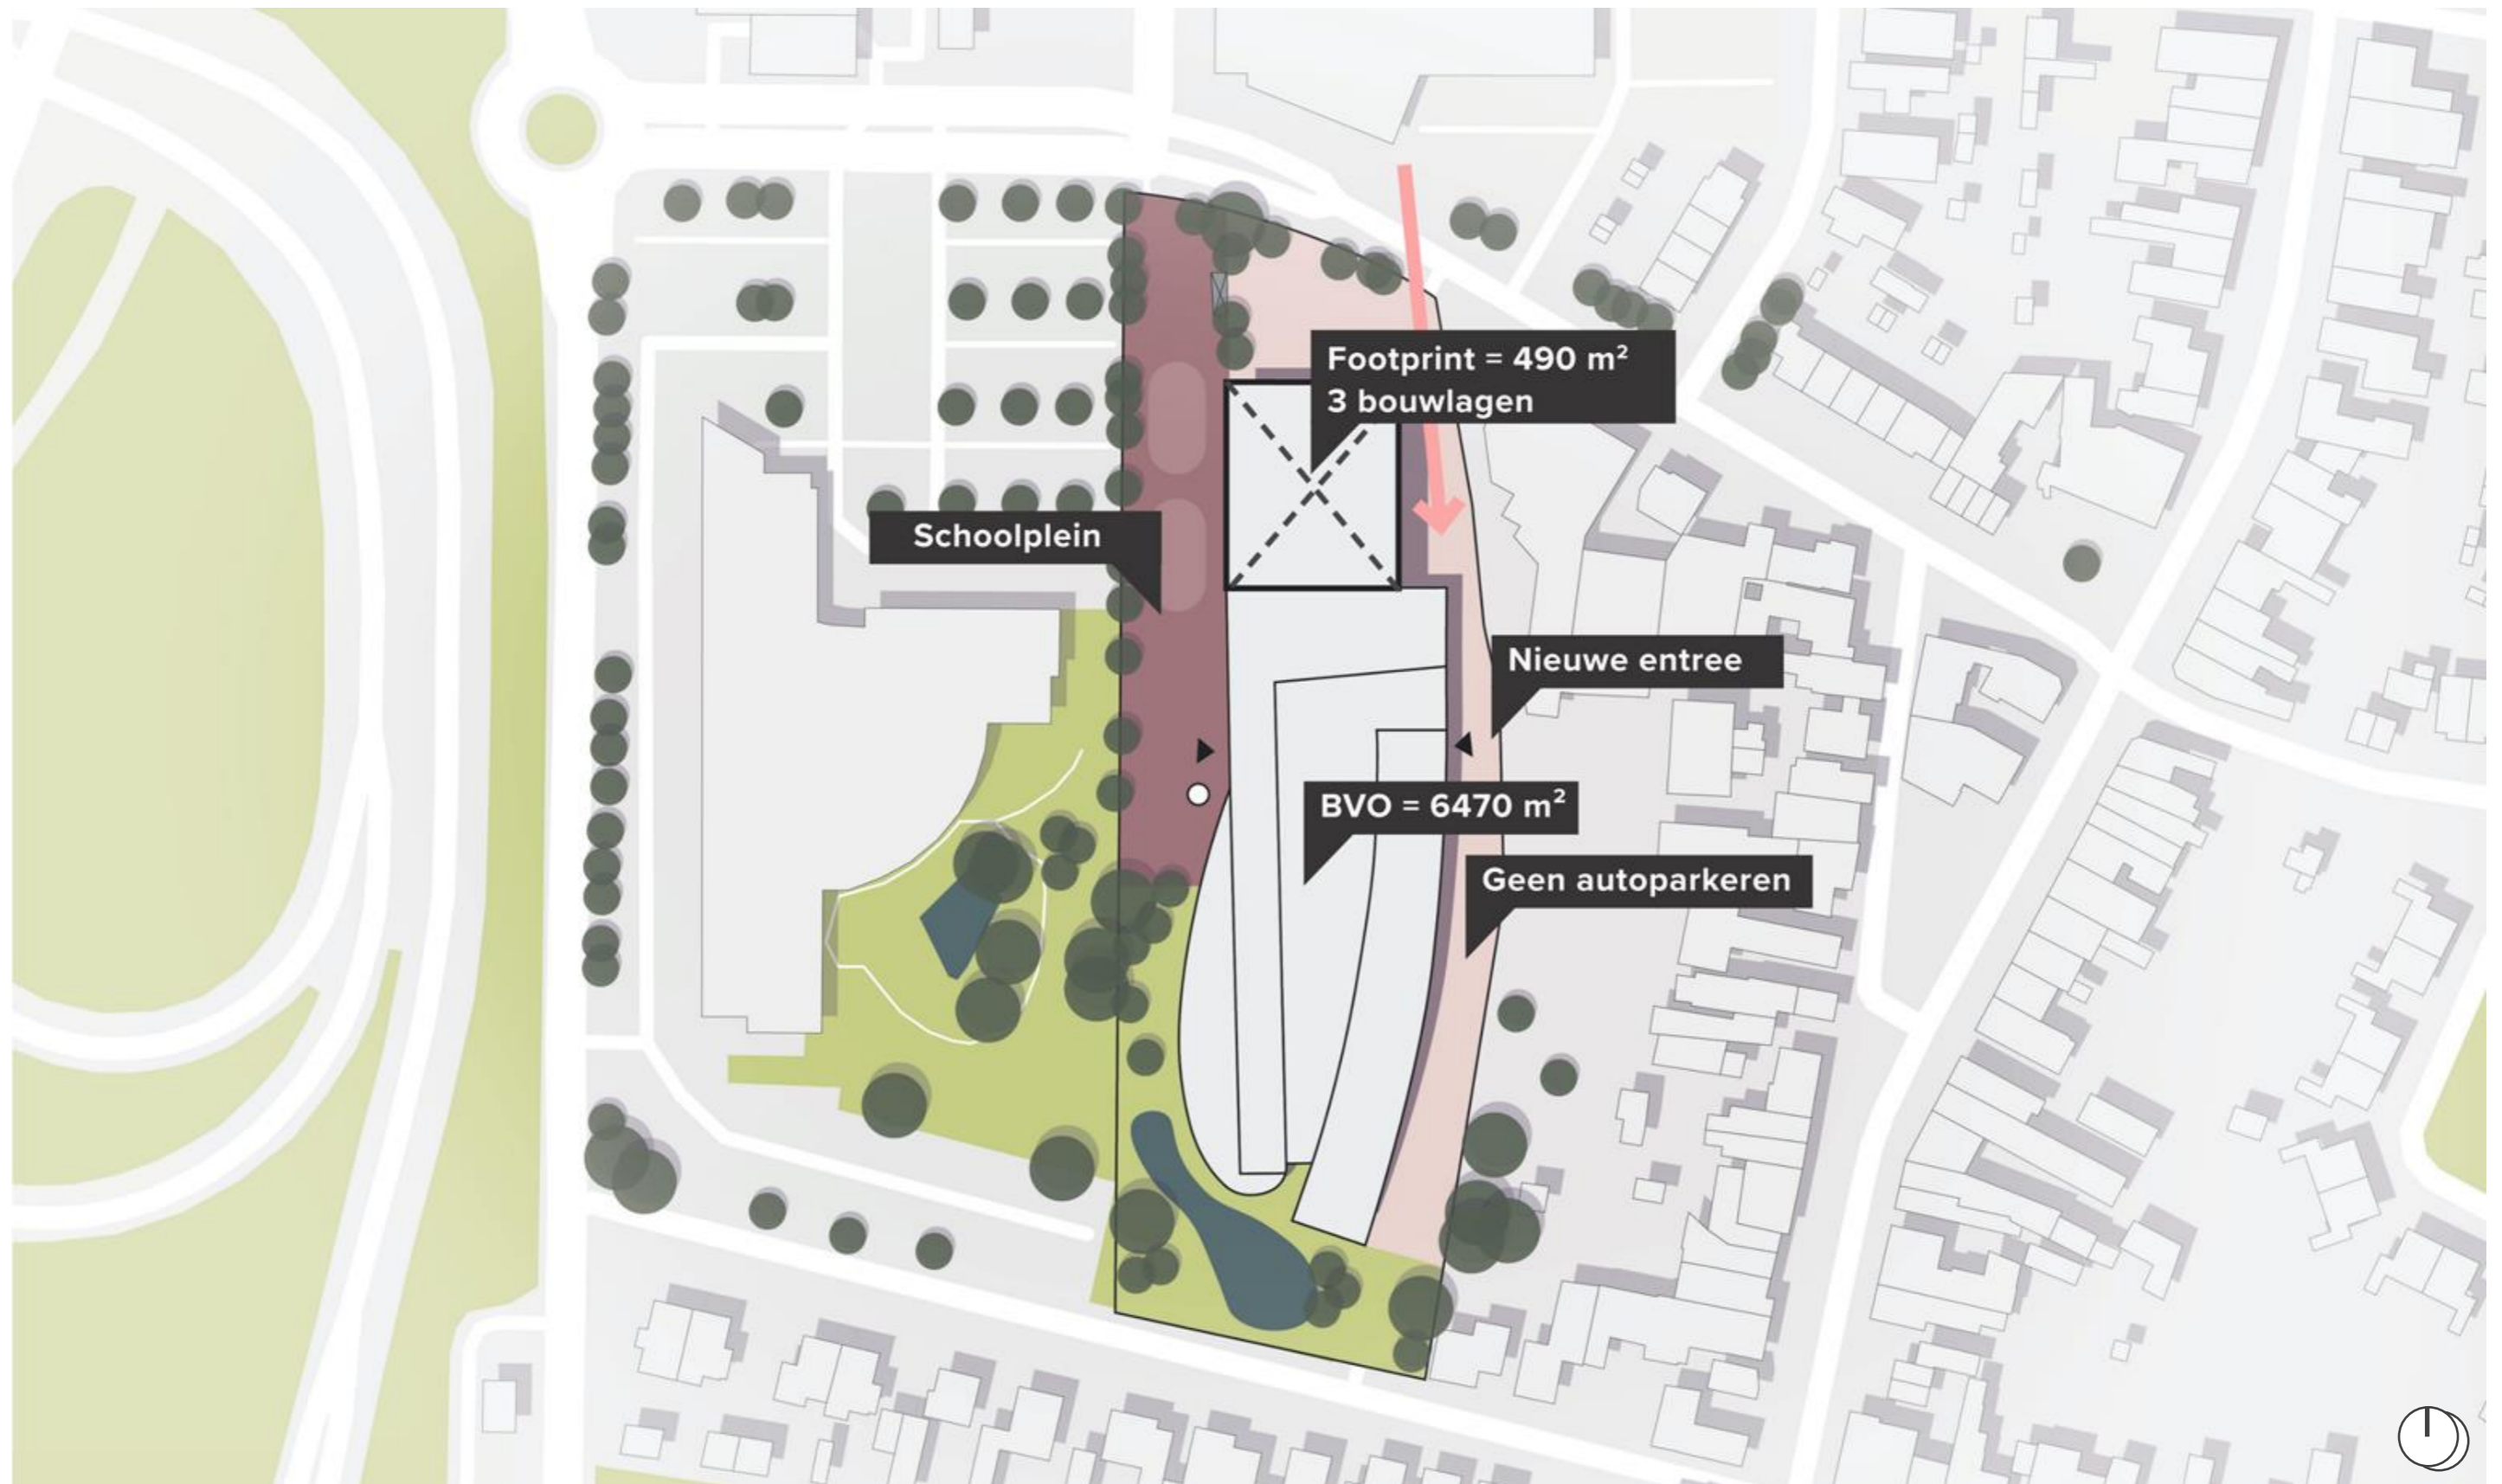 Footprint = 490 m²
3 bouwlagen
Schoolplein
Nieuwe entree
BVO = 6470 m²
Geen autoparkeren